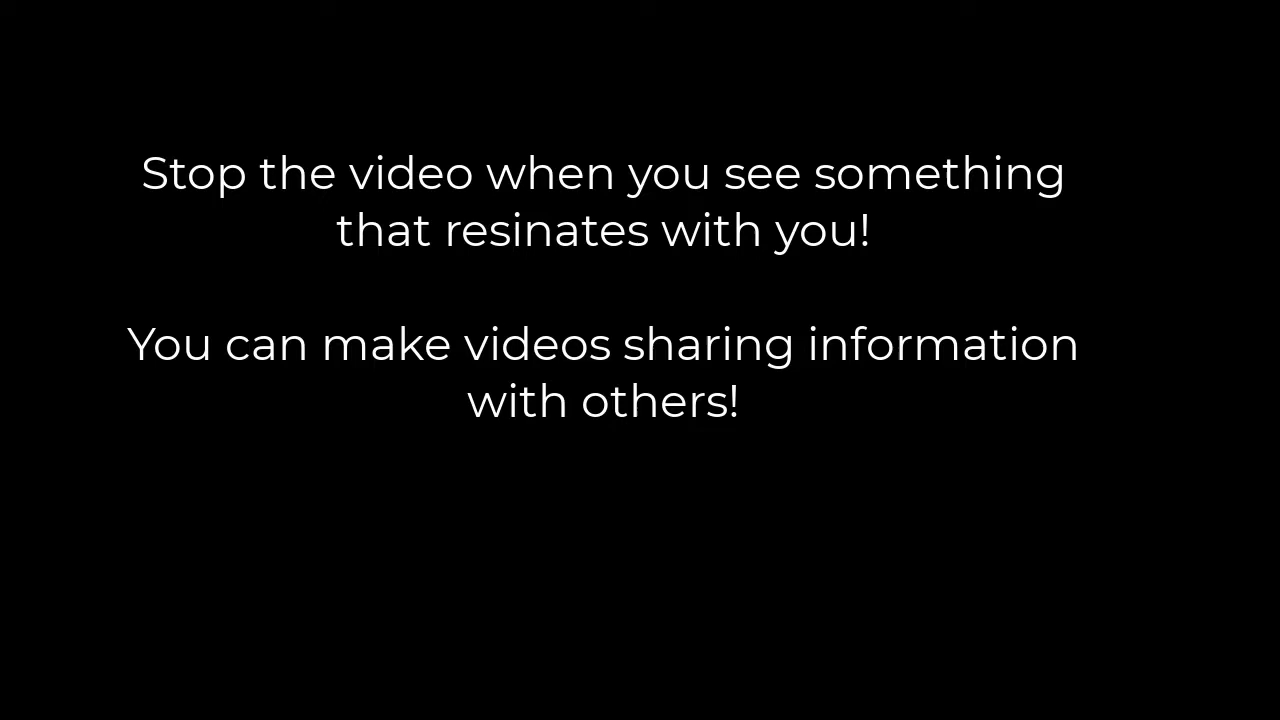 Stop the video when you see something
that resinates with you!
You can make videos sharing information
with others!